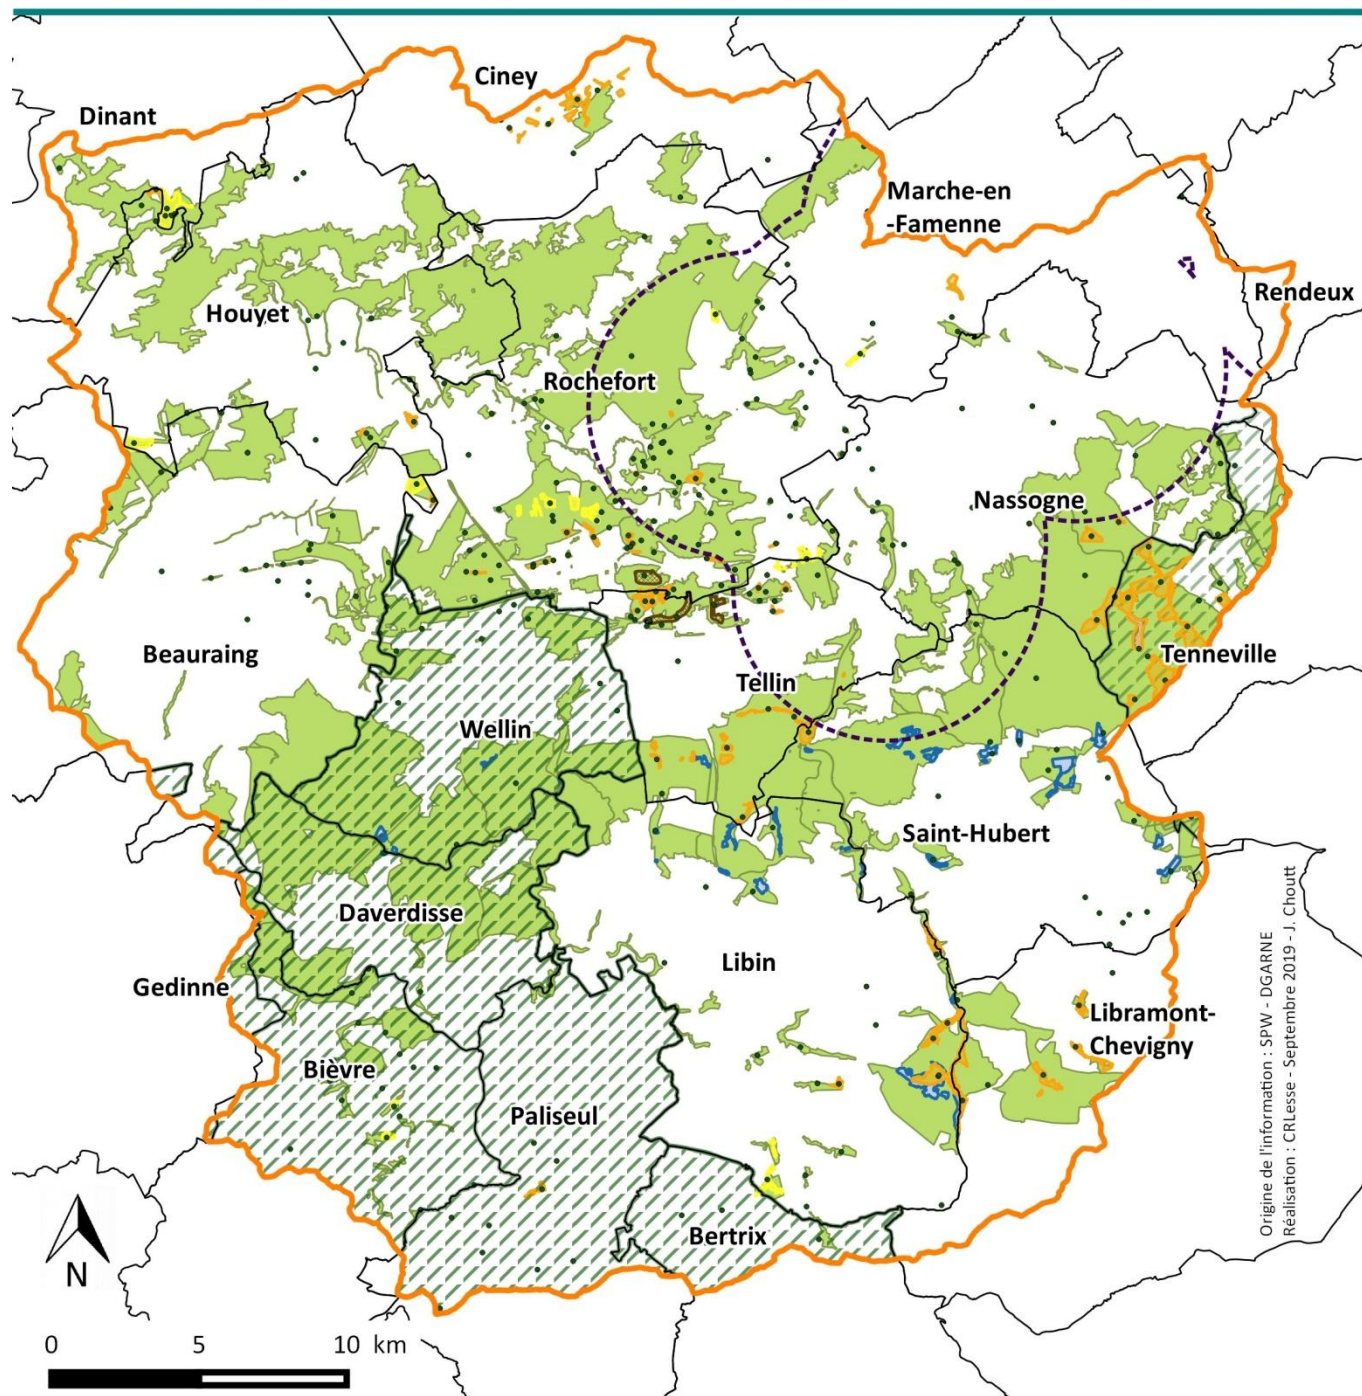 Ciney
Dinant
Marche-en
-Famenne
Rendeux
Houyet
Rochefort
Nassogne
Beauraing
Tenneville
Tellin
Wellin
Saint-Hubert
Daverdisse
Libin
Gedinne
Libramont-
Chevigny
Bièvre
Paliseul
Bertrix
Origine de l'information : SPW - DGARNE
Réalisation : CRLesse - Septembre 2019 - J. Choutt
N
0 5 10 km